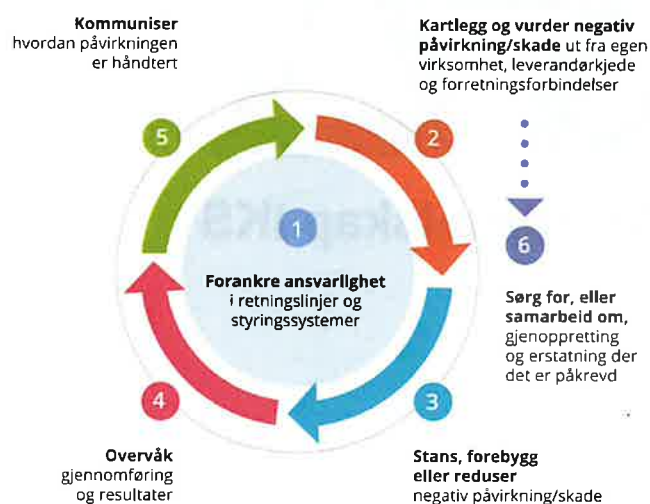 1
Forankre ansvarlighet
i retningslinjer og
styringssystemer
2
Kartlegg og vurder negativ
påvirkning/skade ut fra egen
virksomhet, leverandørkjede
og forretningsforbindelser
3
Stans, forebygg
eller reduser
negativ påvirkning/skade
4
Overvåk
gjennomføring
og resultater
5
Kommuniser
hvordan påvirkningen
er håndtert
6
Sørg for, eller
samarbeid om,
gjenoppretting
og erstatning der
det er påkrevd